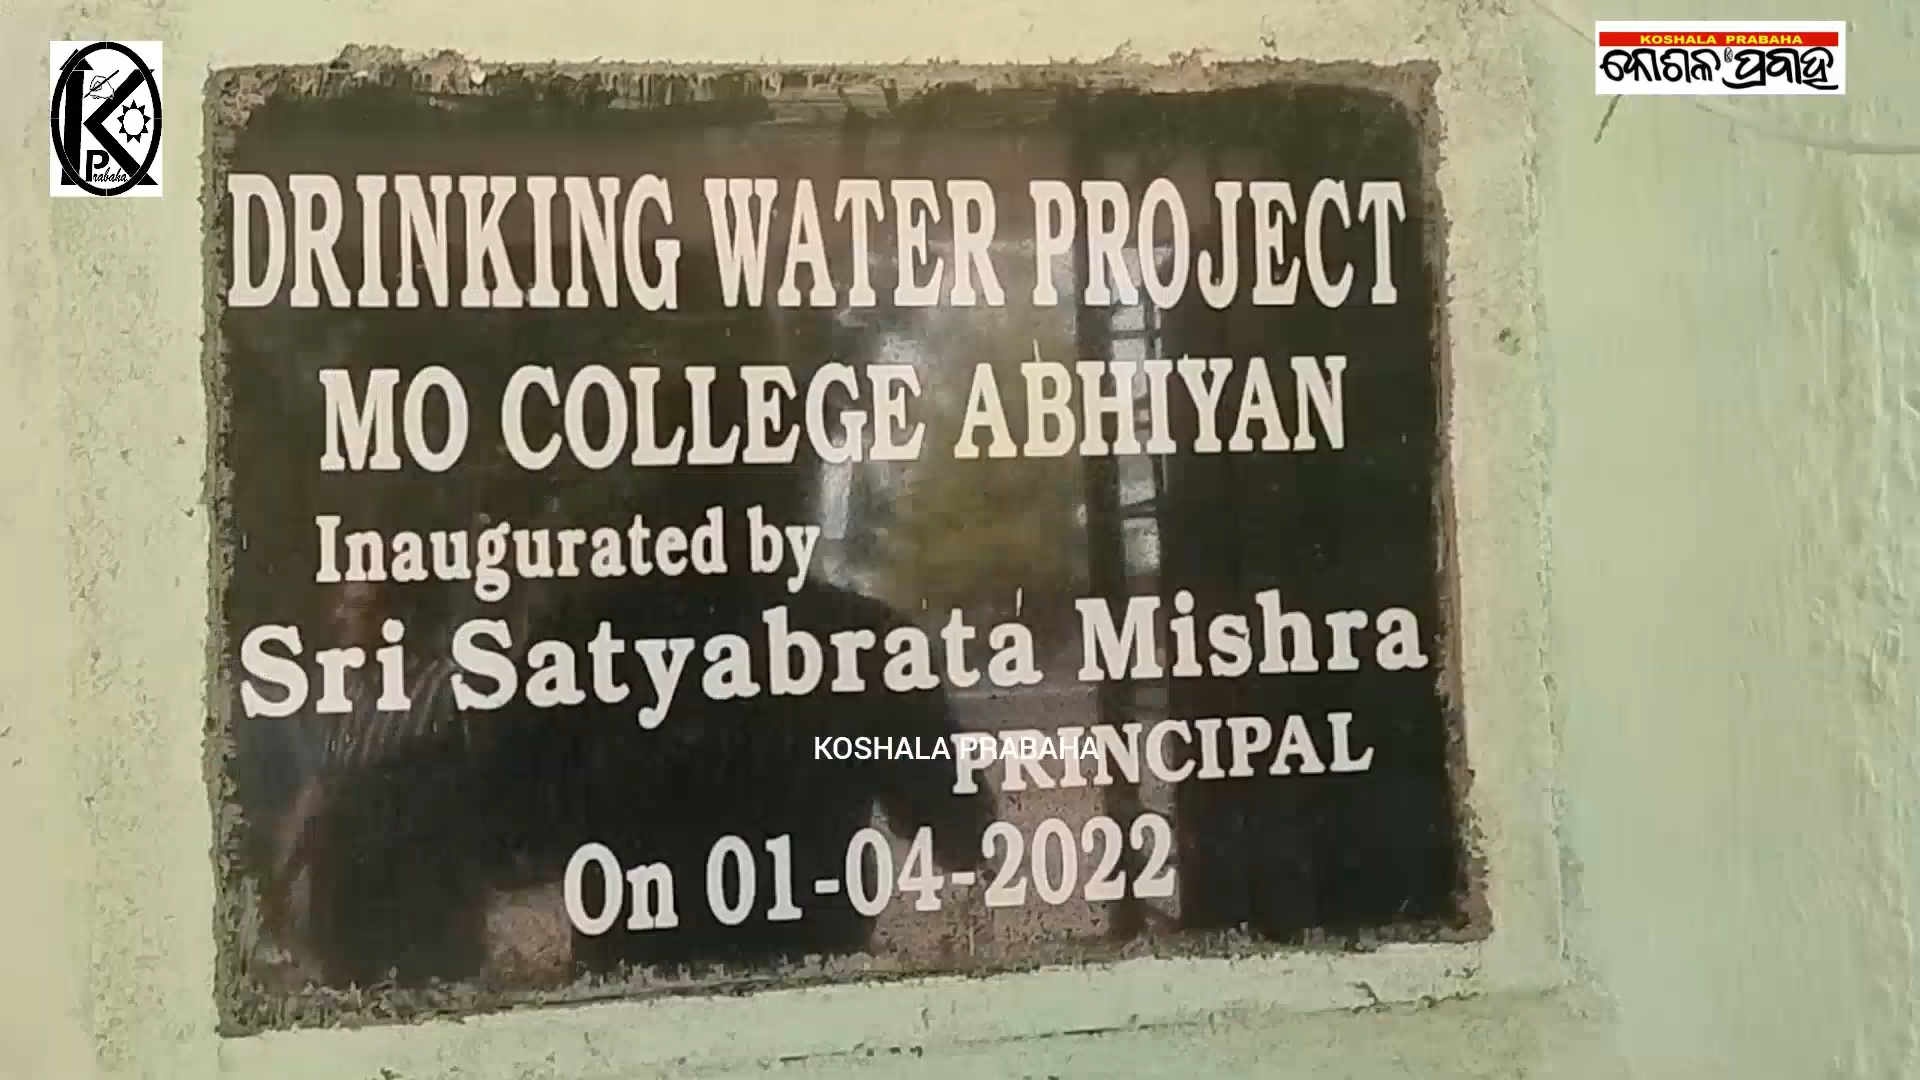 KOSHALA PRABAHA
କୋଶଳ ପ୍ରବାହ
K
Prabaha
DRINKING WATER PROJECT
MO COLLEGE ABHIYAN
Inaugurated by
Sri Satyabrata Mishra
PRINCIPAL
KOSHALA PRABAHA
On 01-04-2022